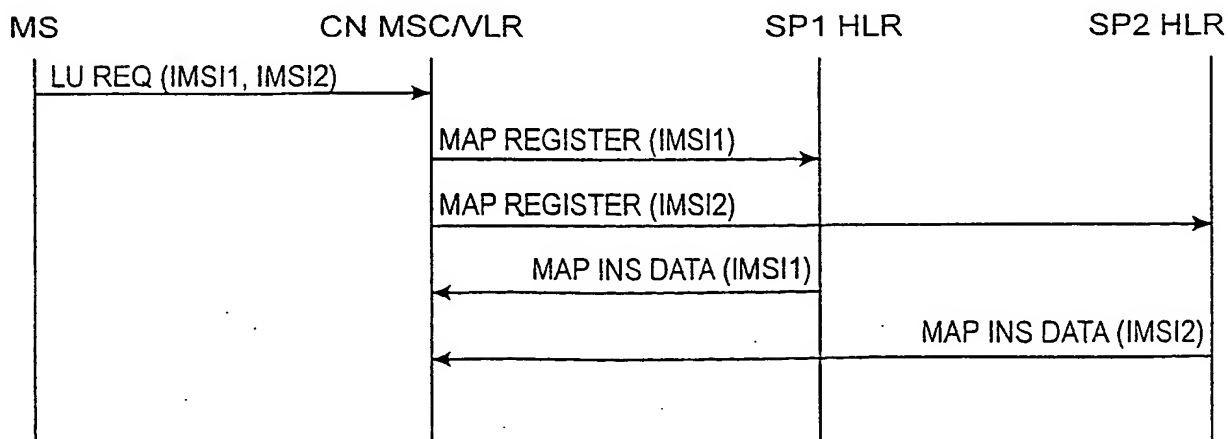 MS CN MSC/VLR SP1 HLR SP2 HLR
LU REQ (IMSI1, IMSI2)
MAP REGISTER (IMSI1)
MAP REGISTER (IMSI2)
MAP INS DATA (IMSI1)
MAP INS DATA (IMSI2)